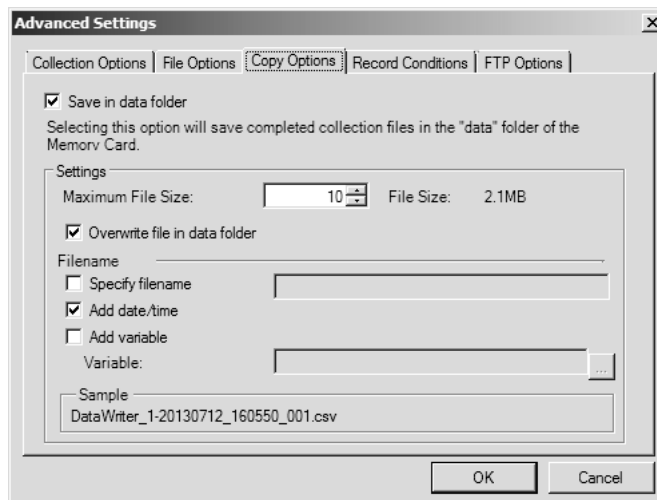 Advanced Settings
Collection Options File Options Copy Options Record Conditions FTP Options
Save in data folder
Selecting this option will save completed collection files in the "data" folder of the
Memory Card.
Settings
Maximum File Size: 10 File Size: 2.1MB
Overwrite file in data folder
Filename
Specify filename
Add date/time
Add variable
Variable: ...
Sample
DataWriter_1-20130712_160550_001.csv
OK Cancel